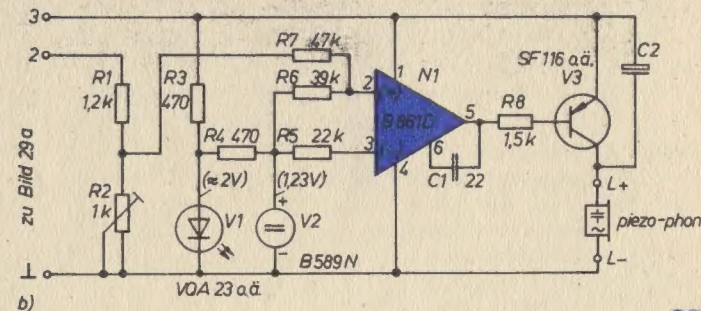 3
2
R1
1,2k
R3
470
R7 47k
R6 39k
R4 470
R5 22k
R2
1k
(≈2V)
(1,23V)
V1
V2
+
-
B589N
VQA 23 o.ä.
N1
1
2
3
4
5
6
B861D
C1 22
R8
1,5k
SF 116 o.ä.
V3
C2
L+
piezo-phon
L-
⊥
zu Bild 29a
b)